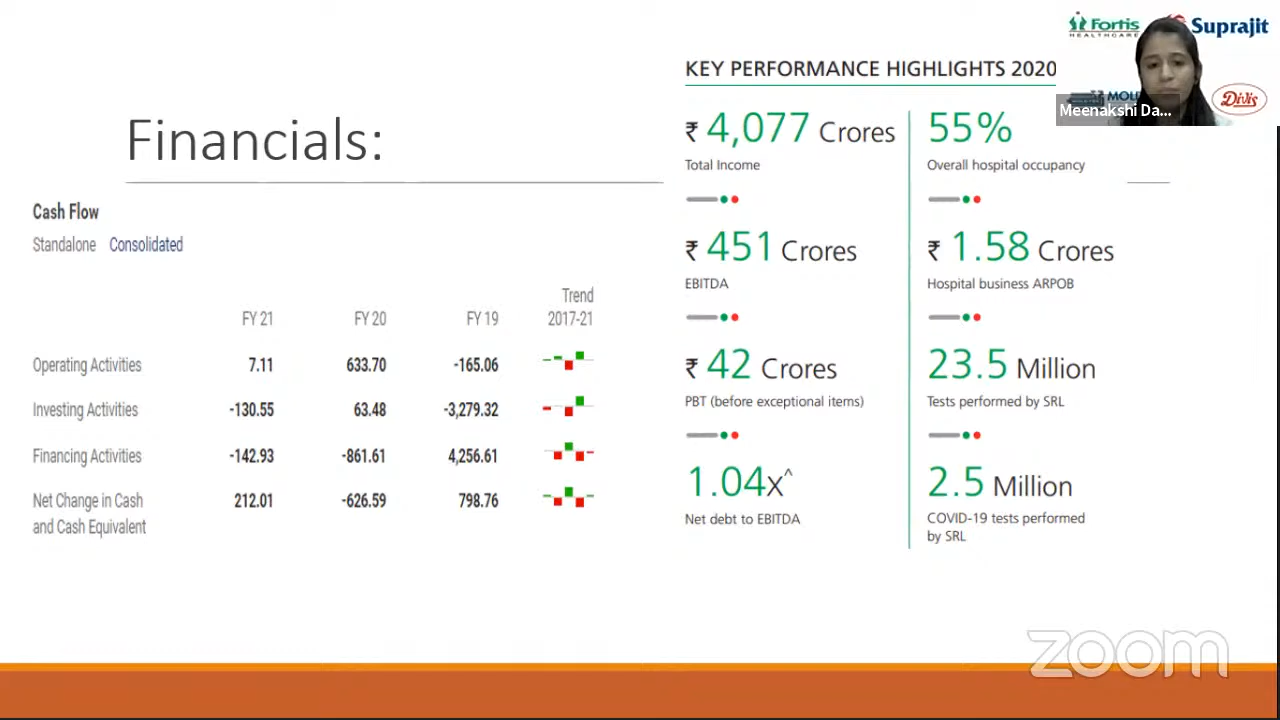 Fortis
HEALTHCARE
Suprajit
Divis
Meenakshi Da...
KEY PERFORMANCE HIGHLIGHTS 2020
Financials:
Cash Flow
Standalone Consolidated
FY 21 FY 20 FY 19 Trend 2017-21
Operating Activities 7.11 633.70 -165.06
Investing Activities -130.55 63.48 -3,279.32
Financing Activities -142.93 -861.61 4,256.61
Net Change in Cash 212.01 -626.59 798.76
and Cash Equivalent
₹ 4,077 Crores
Total Income
₹ 451 Crores
EBITDA
₹ 42 Crores
PBT (before exceptional items)
1.04x^
Net debt to EBITDA
55%
Overall hospital occupancy
₹ 1.58 Crores
Hospital business ARPOB
23.5 Million
Tests performed by SRL
2.5 Million
COVID-19 tests performed
by SRL
zoom